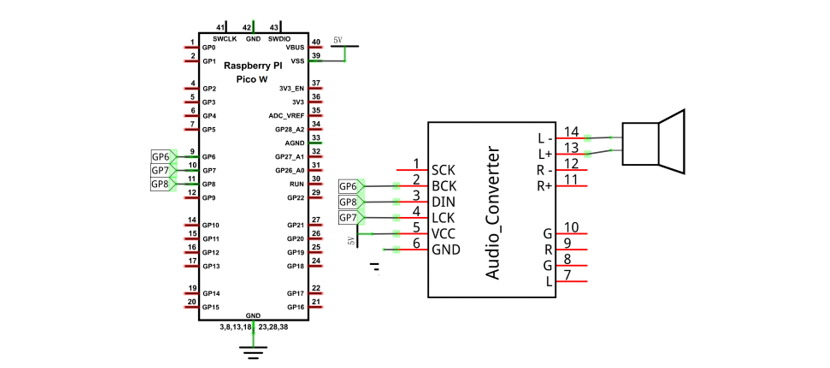 41 42 43
SWCLK GND SWDIO
1 GP0 VBUS 40
5V
2 GP1 VSS 39
Raspberry PI
Pico W
4 GP2 3V3_EN 37
5 GP3 3V3 36
6 GP4 ADC_VREF 35
7 GP5 GP28_A2 34
AGND 33
GP6 9 GP6 GP27_A1 32
GP7 10 GP7 GP26_A0 31
GP8 11 GP8 RUN 30
12 GP9 GP22 29
14 GP10 GP21 27
15 GP11 GP20 26
16 GP12 GP19 25
17 GP13 GP18 24
19 GP14 GP17 22
20 GP15 GP16 21
GND
3,8,13,18 23,28,38
Audio_Converter
1 SCK
GP6 2 BCK
GP8 3 DIN
GP7 4 LCK
5V 5 VCC
6 GND
L - 14
L+ 13
R - 12
R+ 11
G 10
R 9
G 8
L 7